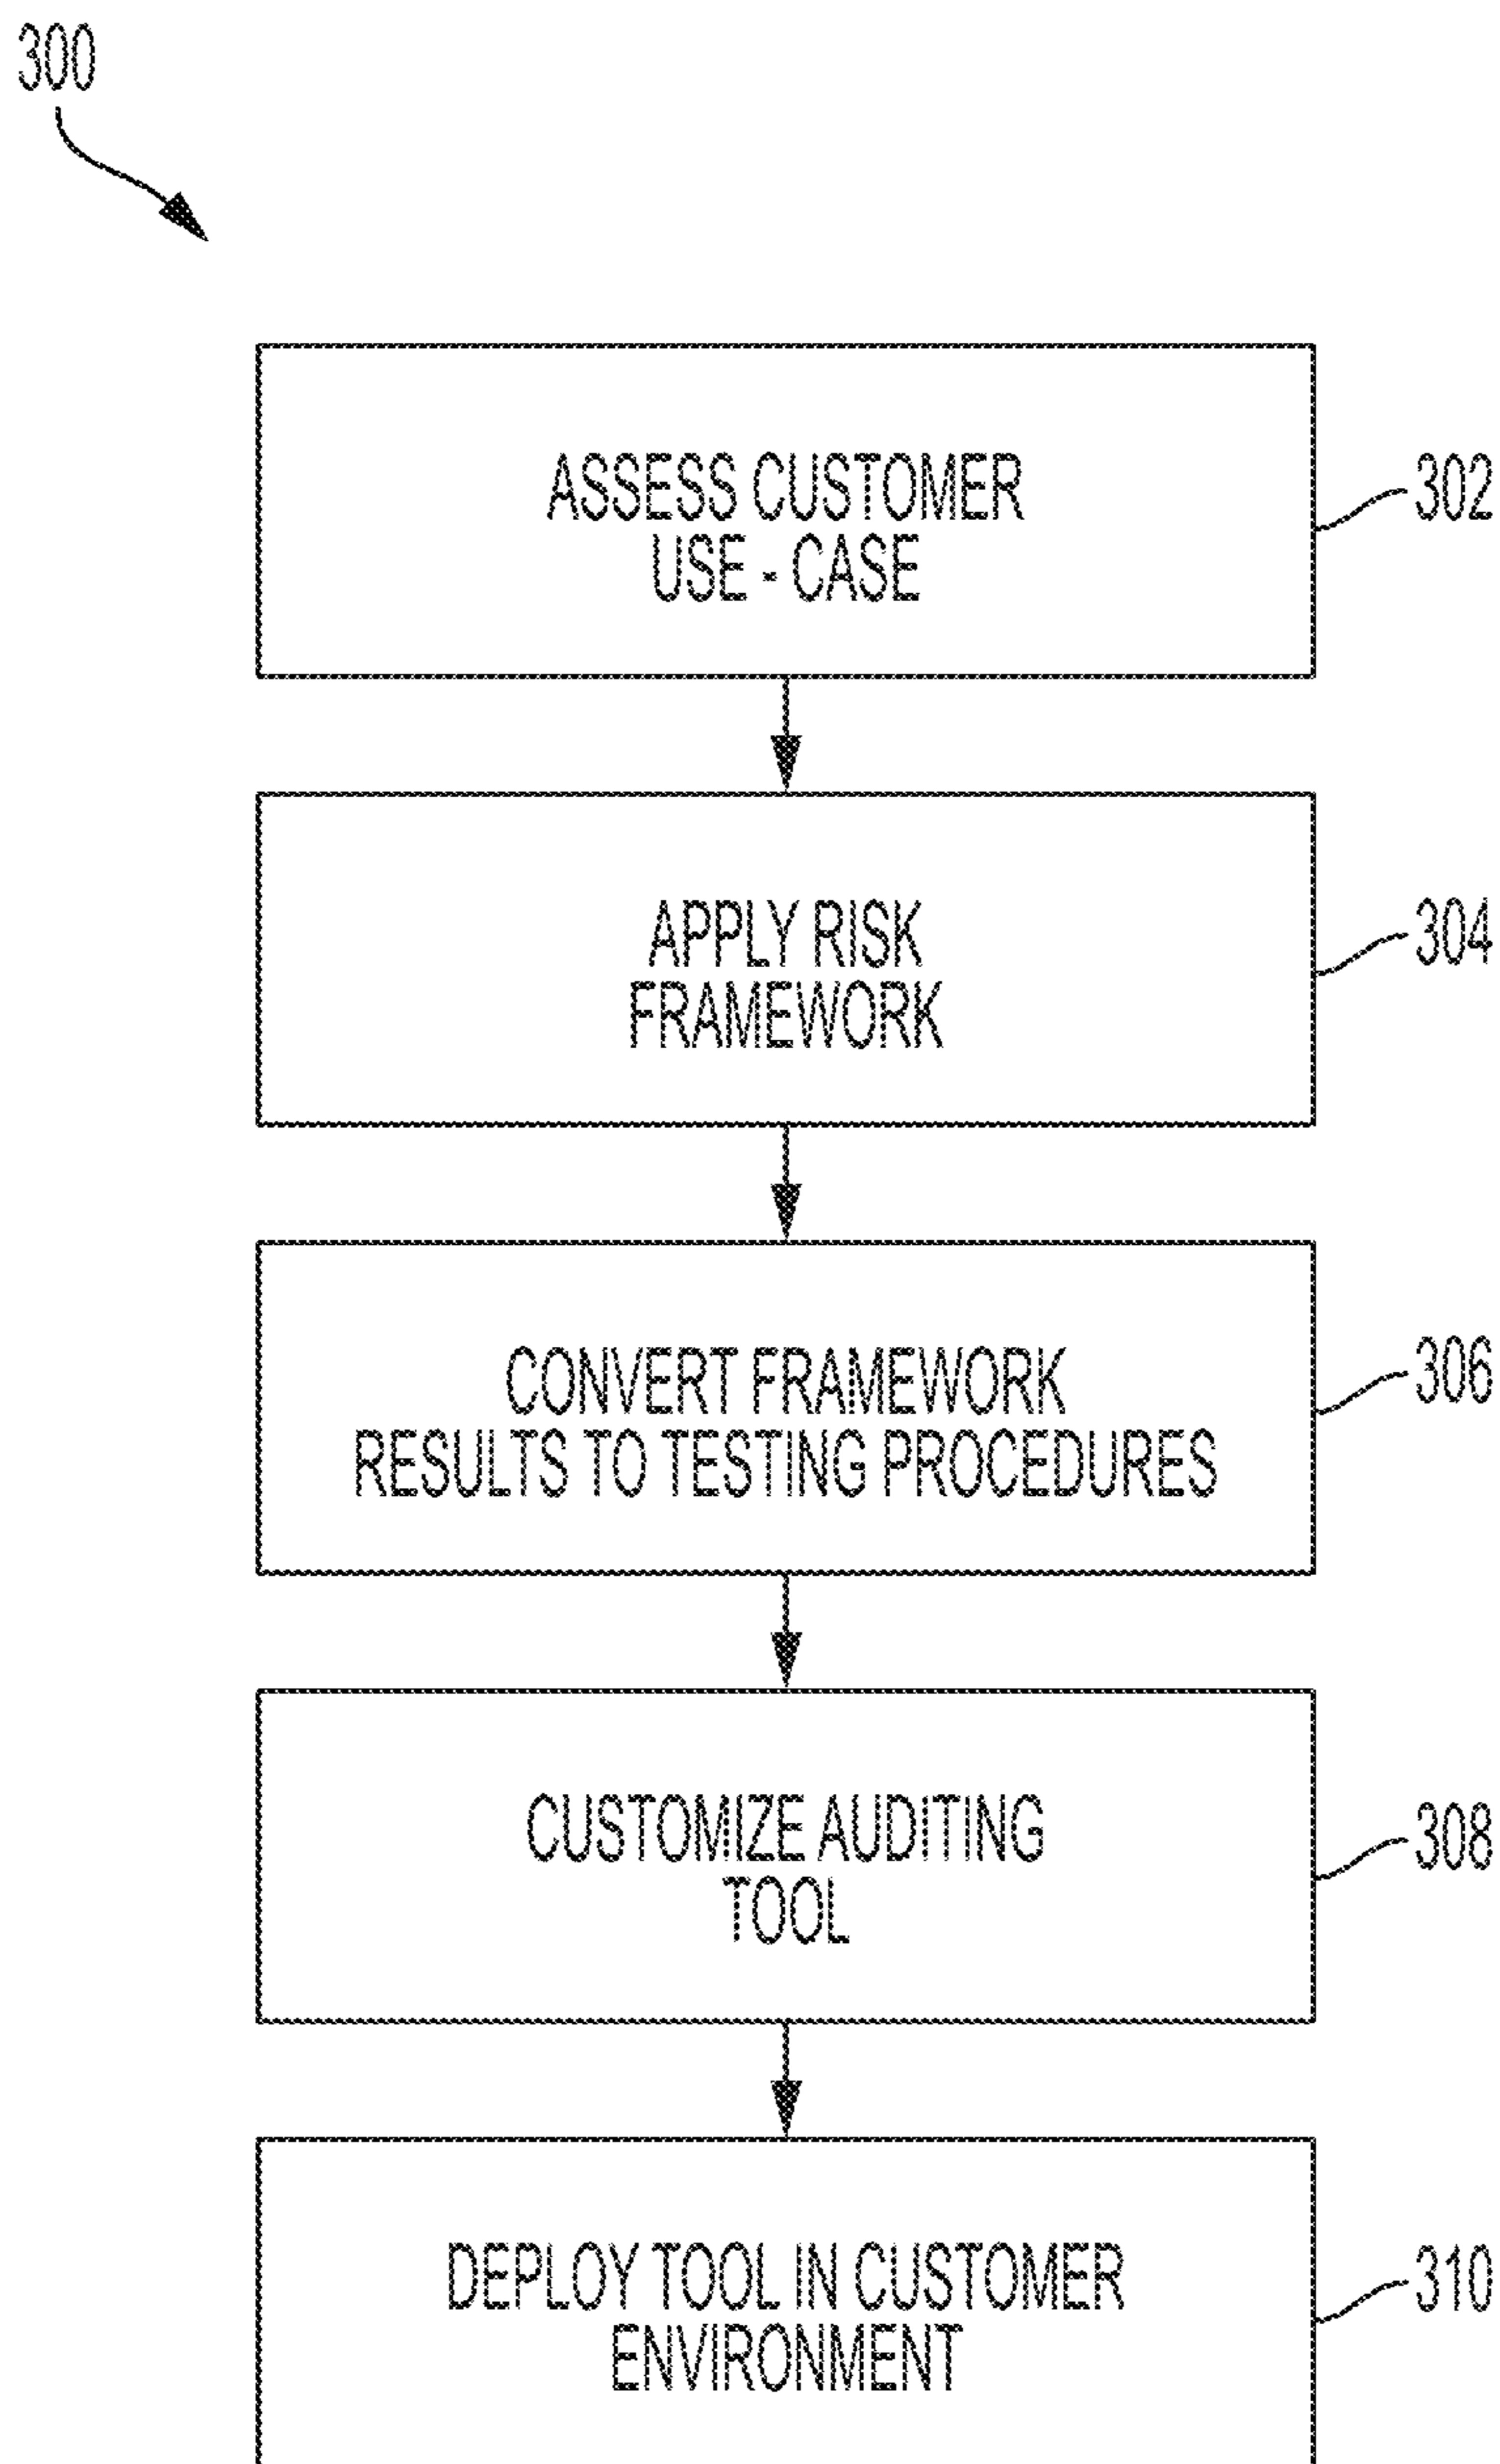 300
ASSESS CUSTOMER
USE - CASE
302
APPLY RISK
FRAMEWORK
304
CONVERT FRAMEWORK
RESULTS TO TESTING PROCEDURES
306
CUSTOMIZE AUDITING
TOOL
308
DEPLOY TOOL IN CUSTOMER
ENVIRONMENT
310